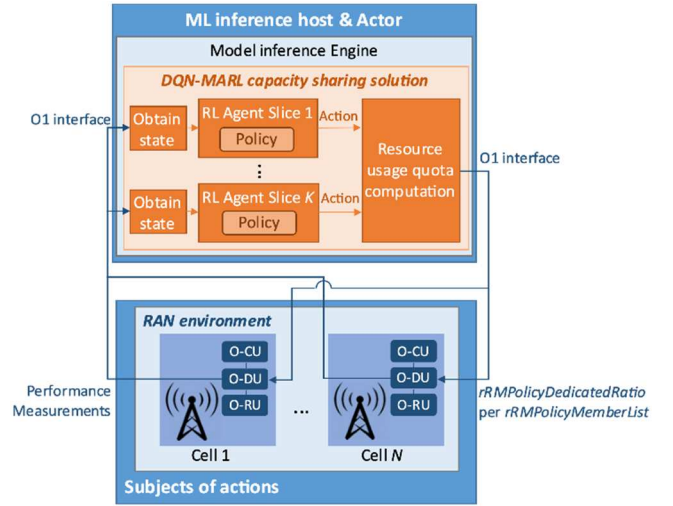 ML inference host & Actor
Model inference Engine
DQN-MARL capacity sharing solution
O1 interface
Obtain
state
RL Agent Slice 1
Policy
Action
Resource
usage quota
computation
O1 interface
⋮
Obtain
state
RL Agent Slice K
Policy
Action
RAN environment
O-CU
O-DU
O-RU
Cell 1
...
O-CU
O-DU
O-RU
Cell N
Performance
Measurements
rRMPolicyDedicatedRatio
per rRMPolicyMemberList
Subjects of actions